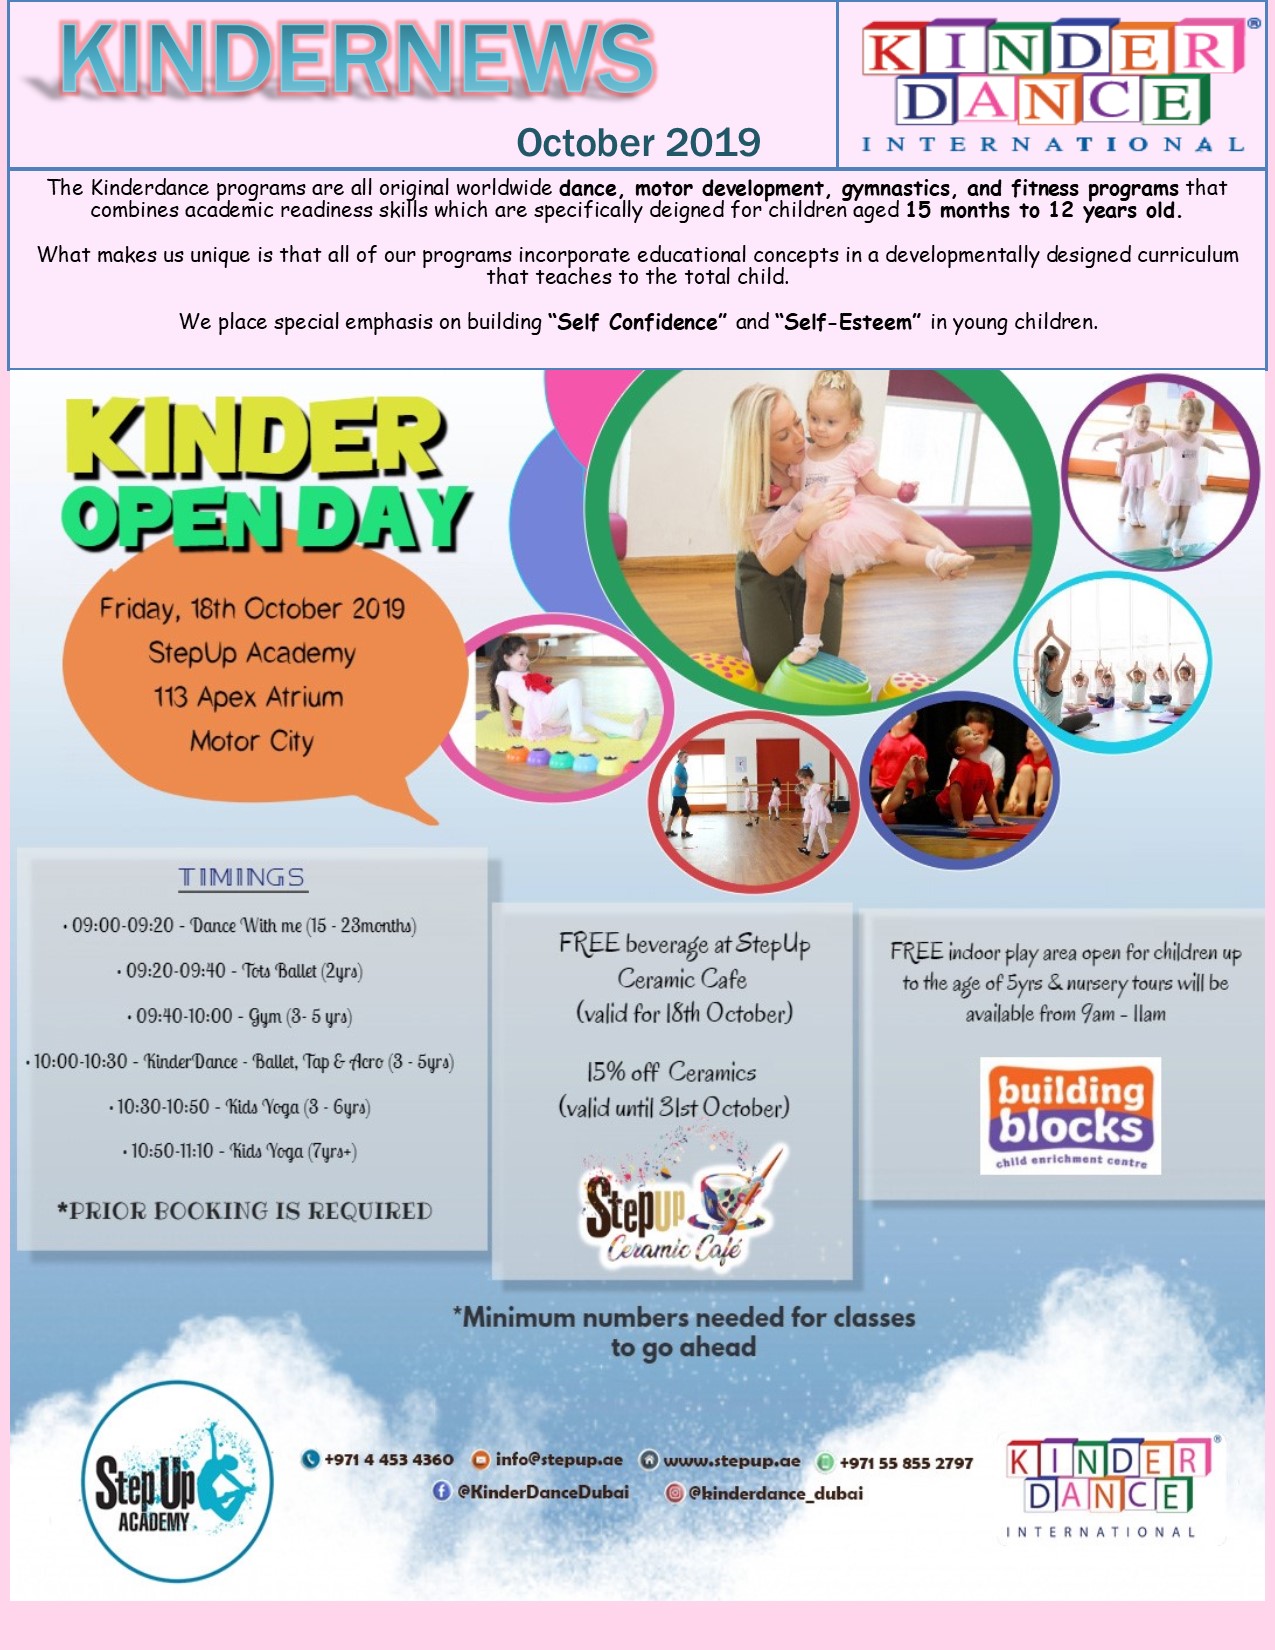 KINDERNEWS
October 2019
KINDER
DANCE
INTERNATIONAL
®
The Kinderdance programs are all original worldwide dance, motor development, gymnastics, and fitness programs that
combines academic readiness skills which are specifically deigned for children aged 15 months to 12 years old.
What makes us unique is that all of our programs incorporate educational concepts in a developmentally designed curriculum
that teaches to the total child.
We place special emphasis on building “Self Confidence” and “Self-Esteem” in young children.
KINDER
OPEN DAY
Friday, 18th October 2019
StepUp Academy
113 Apex Atrium
Motor City
TIMINGS
• 09:00-09:20 - Dance With me (15 - 23months)
• 09:20-09:40 - Tots Ballet (2yrs)
• 09:40-10:00 - Gym (3- 5 yrs)
• 10:00-10:30 - KinderDance - Ballet, Tap & Acro (3 - 5yrs)
• 10:30-10:50 - Kids Yoga (3 - 6yrs)
• 10:50-11:10 - Kids Yoga (7yrs+)
*PRIOR BOOKING IS REQUIRED
FREE beverage at StepUp
Ceramic Cafe
(valid for 18th October)
15% off Ceramics
(valid until 31st October)
StepUp
Ceramic Café
FREE indoor play area open for children up
to the age of 5yrs & nursery tours will be
available from 9am - 11am
building
blocks
child enrichment centre
*Minimum numbers needed for classes
to go ahead
Step Up
ACADEMY
+971 4 453 4360 info@stepup.ae www.stepup.ae +971 55 855 2797
@KinderDanceDubai @kinderdance_dubai
KINDER
DANCE
INTERNATIONAL
®